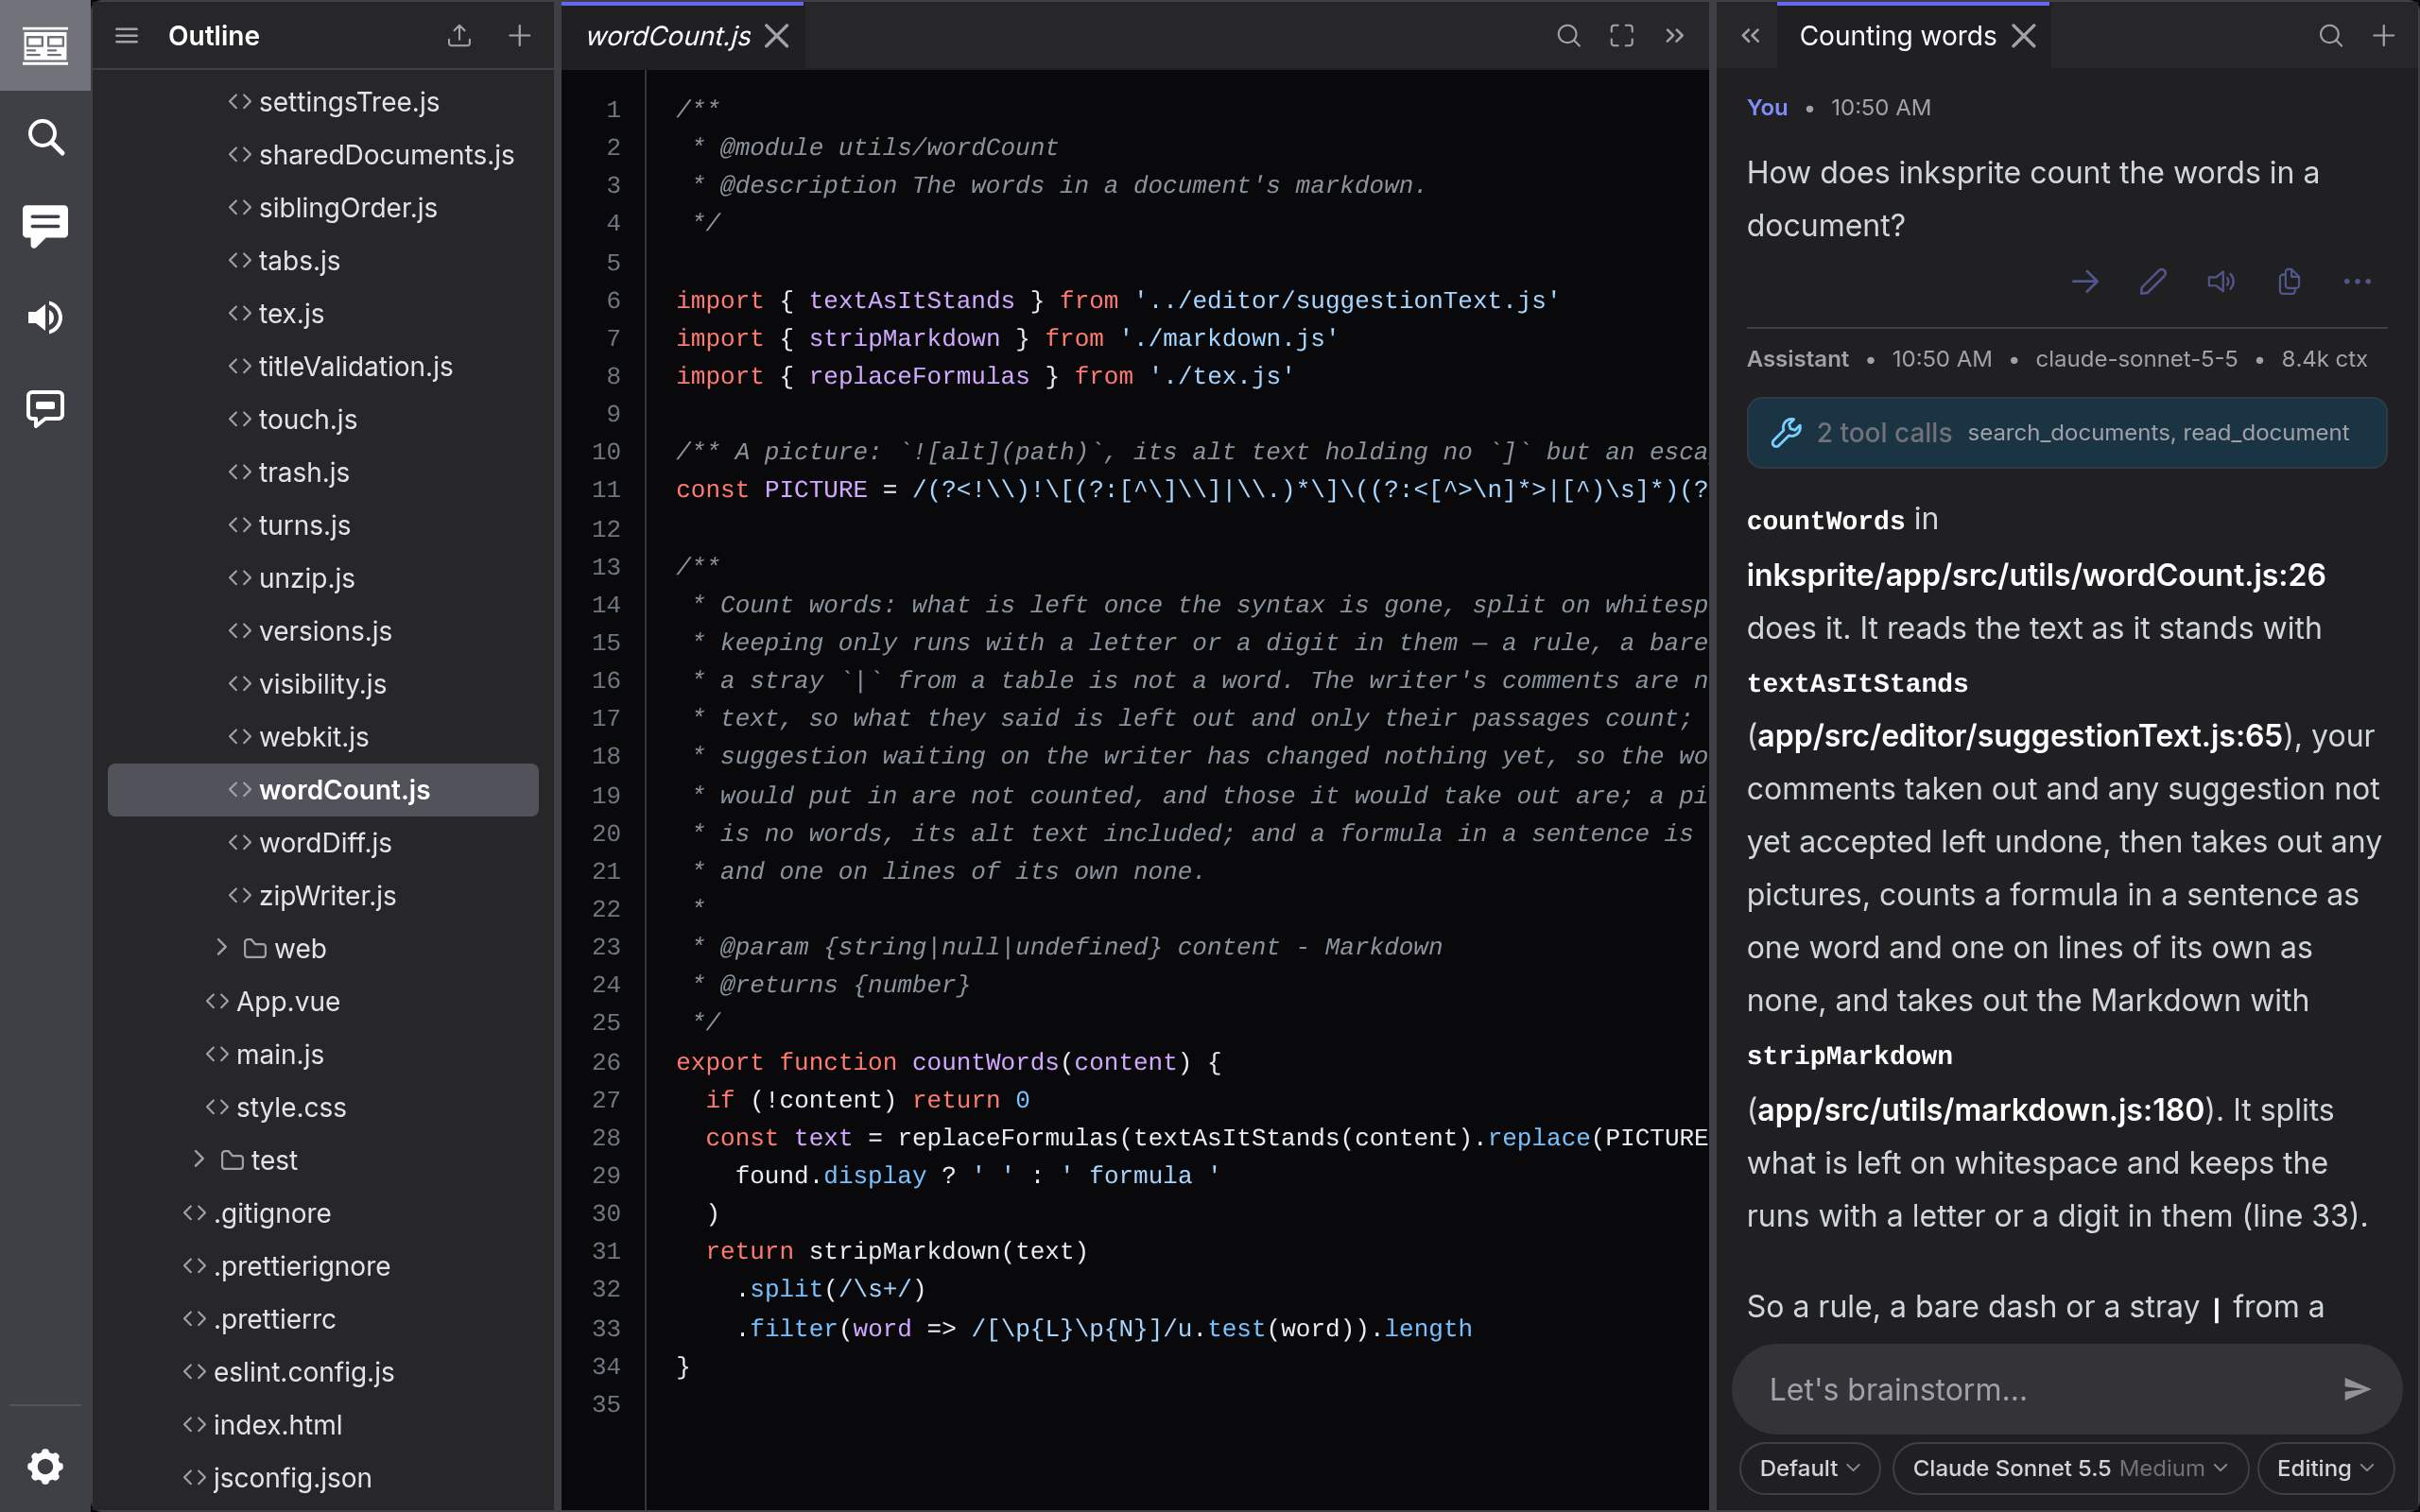 Outline
settingsTree.js
sharedDocuments.js
siblingOrder.js
tabs.js
tex.js
titleValidation.js
touch.js
trash.js
turns.js
unzip.js
versions.js
visibility.js
webkit.js
wordCount.js
wordDiff.js
zipWriter.js
web
App.vue
main.js
style.css
test
.gitignore
.prettierignore
.prettierrc
eslint.config.js
index.html
jsconfig.json
wordCount.js
1 /**
2  * @module utils/wordCount
3  * @description The words in a document's markdown.
4  */
5
6 import { textAsItStands } from '../editor/suggestionText.js'
7 import { stripMarkdown } from './markdown.js'
8 import { replaceFormulas } from './tex.js'
9
10 /** A picture: `![alt](path)`, its alt text holding no `]` but an esca
11 const PICTURE = /(?<!\\)!\[(?:[^\]\\]|\\.)*\]\((?:<[^>\n]*>|[^)\s]*)(?
12
13 /**
14  * Count words: what is left once the syntax is gone, split on whitesp
15  * keeping only runs with a letter or a digit in them — a rule, a bare
16  * a stray `|` from a table is not a word. The writer's comments are n
17  * text, so what they said is left out and only their passages count;
18  * suggestion waiting on the writer has changed nothing yet, so the wo
19  * would put in are not counted, and those it would take out are; a pi
20  * is no words, its alt text included; and a formula in a sentence is
21  * and one on lines of its own none.
22  *
23  * @param {string|null|undefined} content - Markdown
24  * @returns {number}
25  */
26 export function countWords(content) {
27   if (!content) return 0
28   const text = replaceFormulas(textAsItStands(content).replace(PICTURE
29     found.display ? ' ' : ' formula '
30   )
31   return stripMarkdown(text)
32     .split(/\s+/)
33     .filter(word => /[\p{L}\p{N}]/u.test(word)).length
34 }
35
Counting words
You • 10:50 AM
How does inksprite count the words in a
document?
Assistant • 10:50 AM • claude-sonnet-5-5 • 8.4k ctx
2 tool calls search_documents, read_document
countWords in
inksprite/app/src/utils/wordCount.js:26
does it. It reads the text as it stands with
textAsItStands
(app/src/editor/suggestionText.js:65), your
comments taken out and any suggestion not
yet accepted left undone, then takes out any
pictures, counts a formula in a sentence as
one word and one on lines of its own as
none, and takes out the Markdown with
stripMarkdown
(app/src/utils/markdown.js:180). It splits
what is left on whitespace and keeps the
runs with a letter or a digit in them (line 33).
So a rule, a bare dash or a stray | from a
Let's brainstorm...
Default
Claude Sonnet 5.5 Medium
Editing